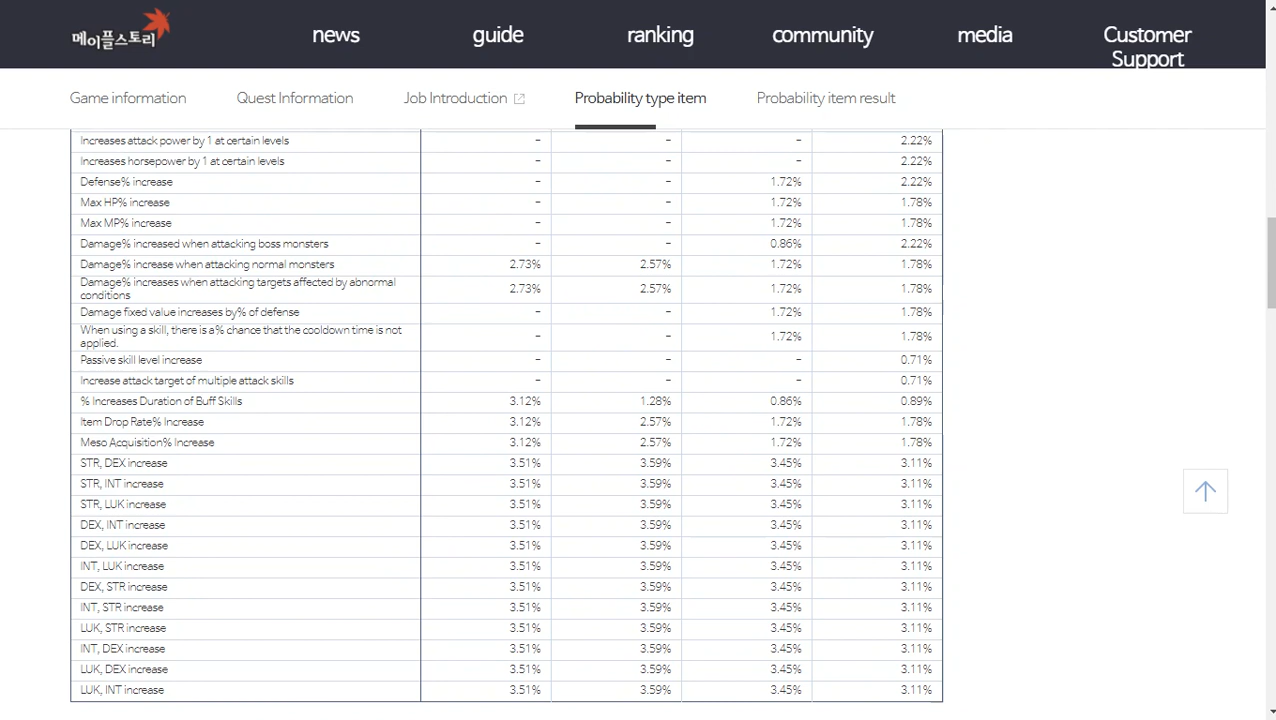 메이플스토리
news guide ranking community media Customer Support
Game information Quest Information Job Introduction Probability type item Probability item result
Increases attack power by 1 at certain levels - - - 2.22%
Increases horsepower by 1 at certain levels - - - 2.22%
Defense% increase - - 1.72% 2.22%
Max HP% increase - - 1.72% 1.78%
Max MP% increase - - 1.72% 1.78%
Damage% increased when attacking boss monsters - - 0.86% 2.22%
Damage% increase when attacking normal monsters 2.73% 2.57% 1.72% 1.78%
Damage% increases when attacking targets affected by abnormal
conditions 2.73% 2.57% 1.72% 1.78%
Damage fixed value increases by% of defense - - 1.72% 1.78%
When using a skill, there is a% chance that the cooldown time is not
applied. - - 1.72% 1.78%
Passive skill level increase - - - 0.71%
Increase attack target of multiple attack skills - - - 0.71%
% Increases Duration of Buff Skills 3.12% 1.28% 0.86% 0.89%
Item Drop Rate% Increase 3.12% 2.57% 1.72% 1.78%
Meso Acquisition% Increase 3.12% 2.57% 1.72% 1.78%
STR, DEX increase 3.51% 3.59% 3.45% 3.11%
STR, INT increase 3.51% 3.59% 3.45% 3.11%
STR, LUK increase 3.51% 3.59% 3.45% 3.11%
DEX, INT increase 3.51% 3.59% 3.45% 3.11%
DEX, LUK increase 3.51% 3.59% 3.45% 3.11%
INT, LUK increase 3.51% 3.59% 3.45% 3.11%
DEX, STR increase 3.51% 3.59% 3.45% 3.11%
INT, STR increase 3.51% 3.59% 3.45% 3.11%
LUK, STR increase 3.51% 3.59% 3.45% 3.11%
INT, DEX increase 3.51% 3.59% 3.45% 3.11%
LUK, DEX increase 3.51% 3.59% 3.45% 3.11%
LUK, INT increase 3.51% 3.59% 3.45% 3.11%